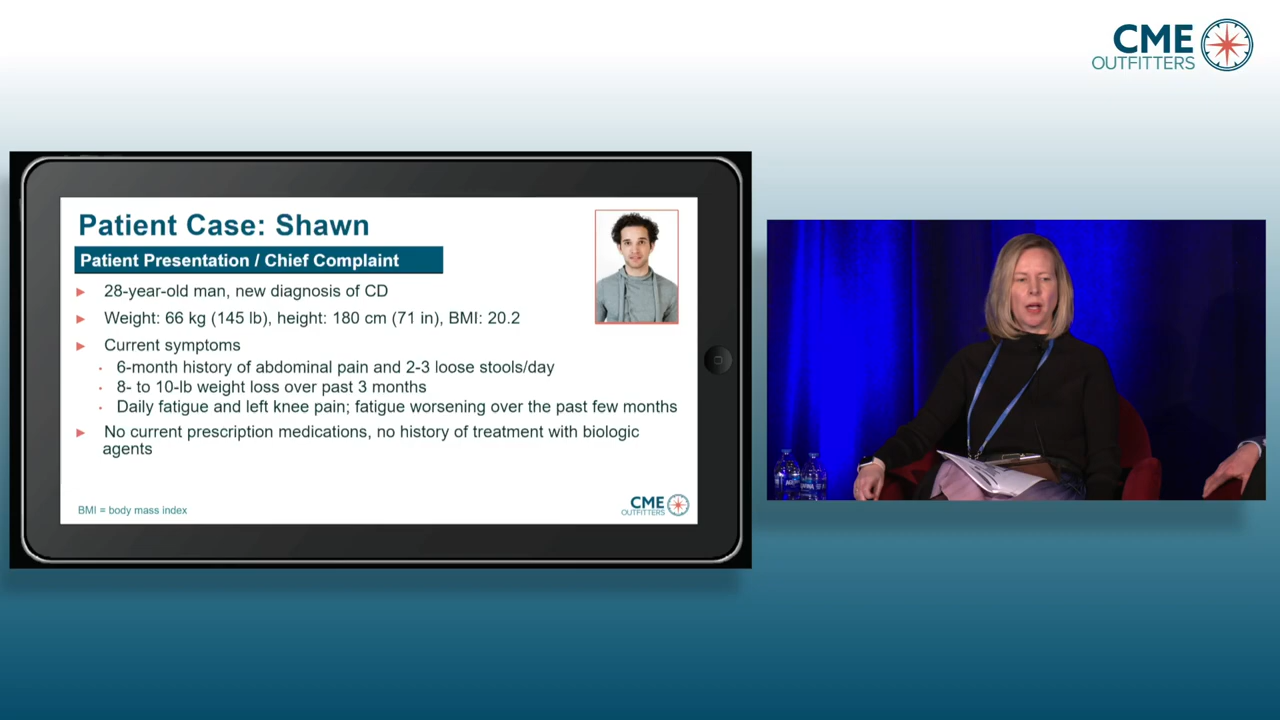 CME
OUTFITTERS
Patient Case: Shawn
Patient Presentation / Chief Complaint
28-year-old man, new diagnosis of CD
Weight: 66 kg (145 lb), height: 180 cm (71 in), BMI: 20.2
Current symptoms
6-month history of abdominal pain and 2-3 loose stools/day
8- to 10-lb weight loss over past 3 months
Daily fatigue and left knee pain; fatigue worsening over the past few months
No current prescription medications, no history of treatment with biologic
agents
BMI = body mass index
CME
OUTFITTERS